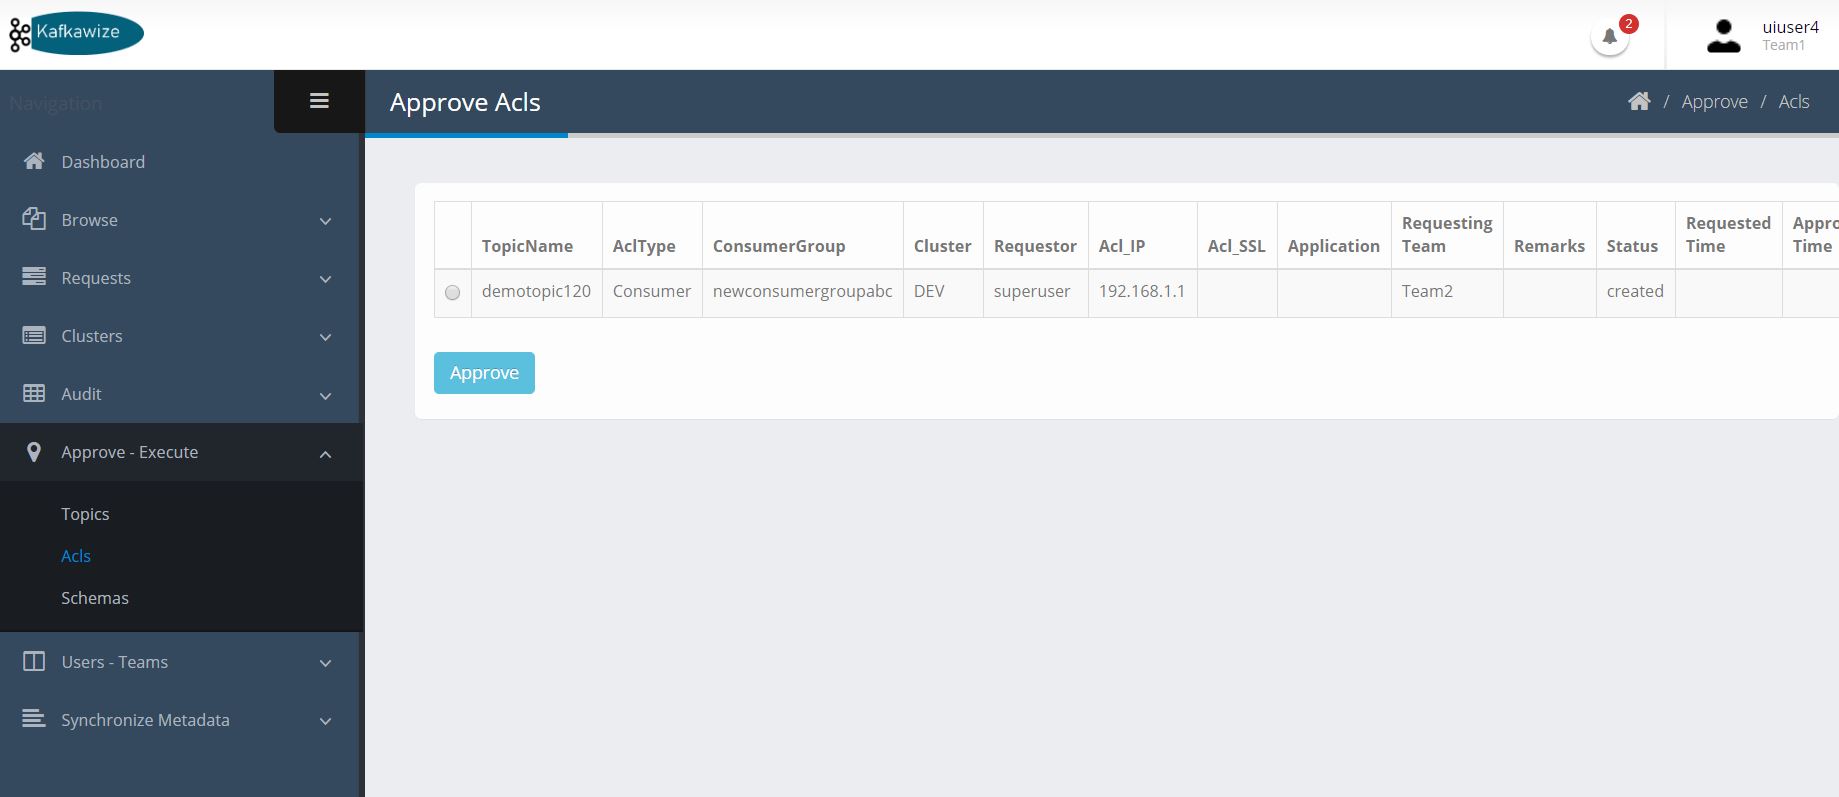 Kafkawize
2
uiuser4
Team1
Navigation
Approve Acls
/ Approve / Acls
Dashboard
Browse
Requests
Clusters
Audit
Approve - Execute
Topics
Acls
Schemas
Users - Teams
Synchronize Metadata
TopicName AclType ConsumerGroup Cluster Requestor Acl_IP Acl_SSL Application Requesting Team Remarks Status Requested Time Appro Time
demotopic120 Consumer newconsumergroupabc DEV superuser 192.168.1.1 Team2 created
Approve